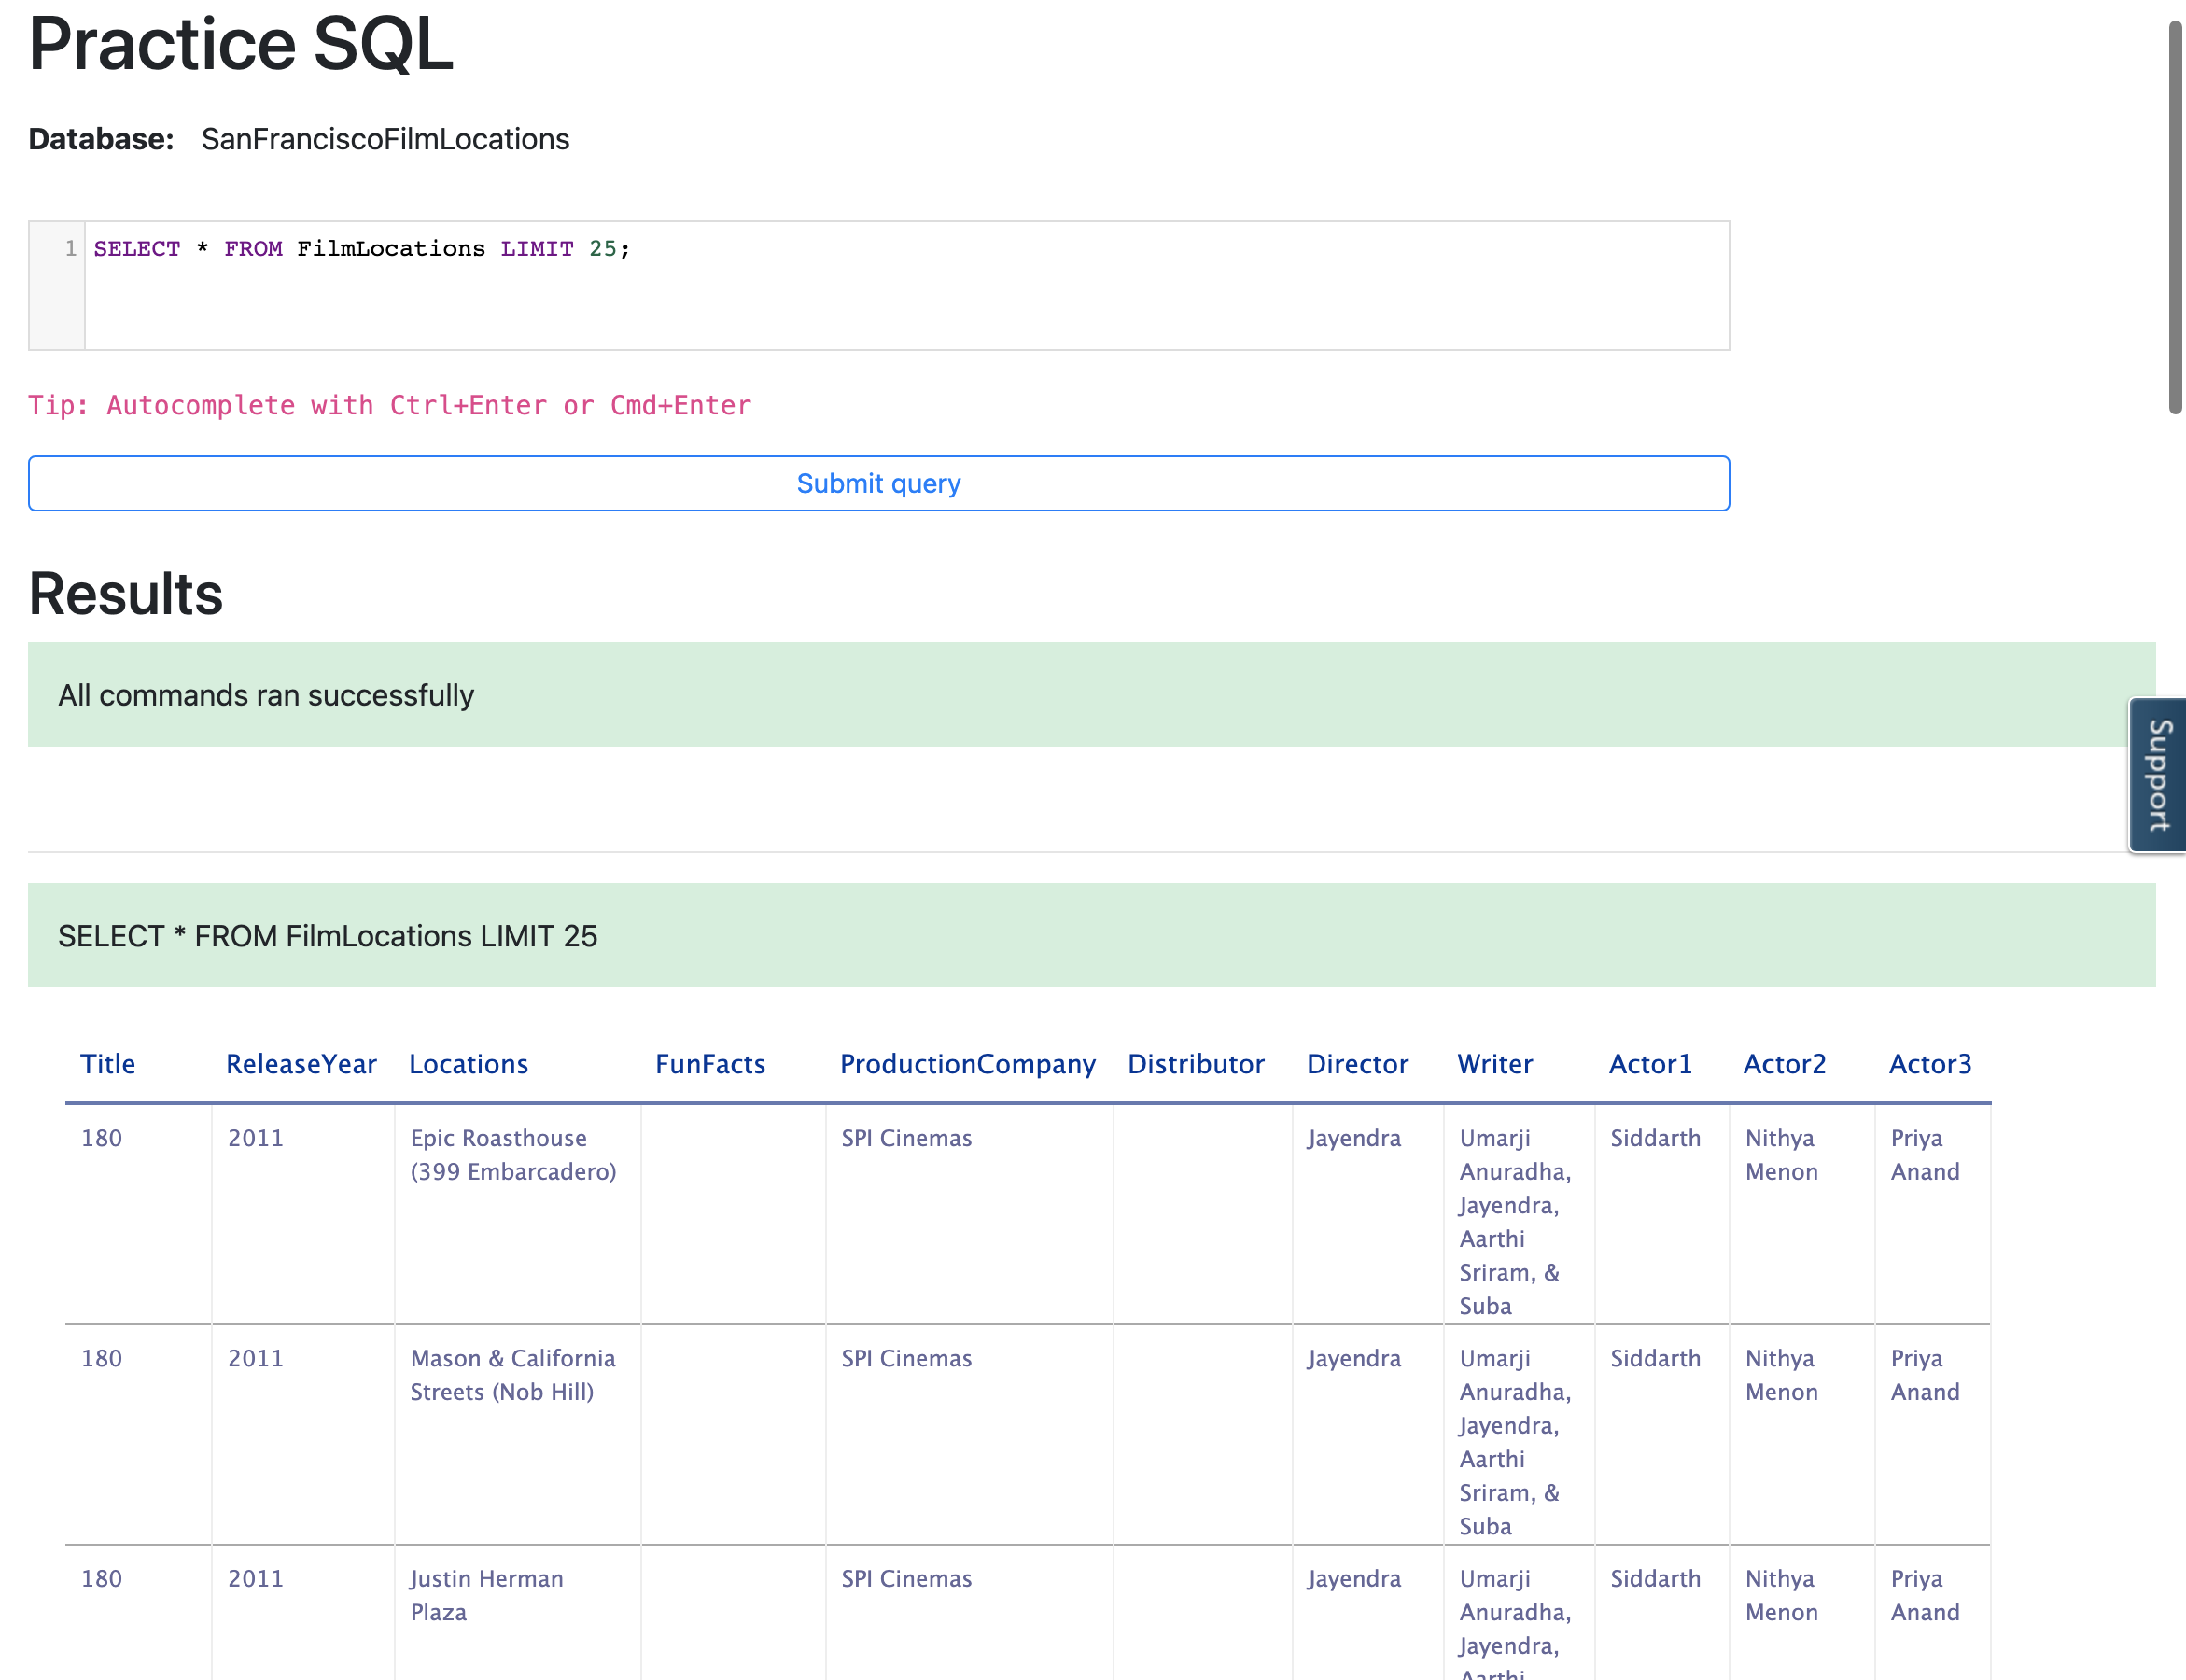 Practice SQL
Database: SanFranciscoFilmLocations
1 SELECT * FROM FilmLocations LIMIT 25;
Tip: Autocomplete with Ctrl+Enter or Cmd+Enter
Submit query
Results
All commands ran successfully
Support
SELECT * FROM FilmLocations LIMIT 25
Title ReleaseYear Locations FunFacts ProductionCompany Distributor Director Writer Actor1 Actor2 Actor3
180 2011 Epic Roasthouse SPI Cinemas Jayendra Umarji Siddarth Nithya Priya
(399 Embarcadero) Anuradha, Menon Anand
Jayendra,
Aarthi
Sriram, &
Suba
180 2011 Mason & California SPI Cinemas Jayendra Umarji Siddarth Nithya Priya
Streets (Nob Hill) Anuradha, Menon Anand
Jayendra,
Aarthi
Sriram, &
Suba
180 2011 Justin Herman SPI Cinemas Jayendra Umarji Siddarth Nithya Priya
Plaza Anuradha, Menon Anand
Jayendra,
Aarthi